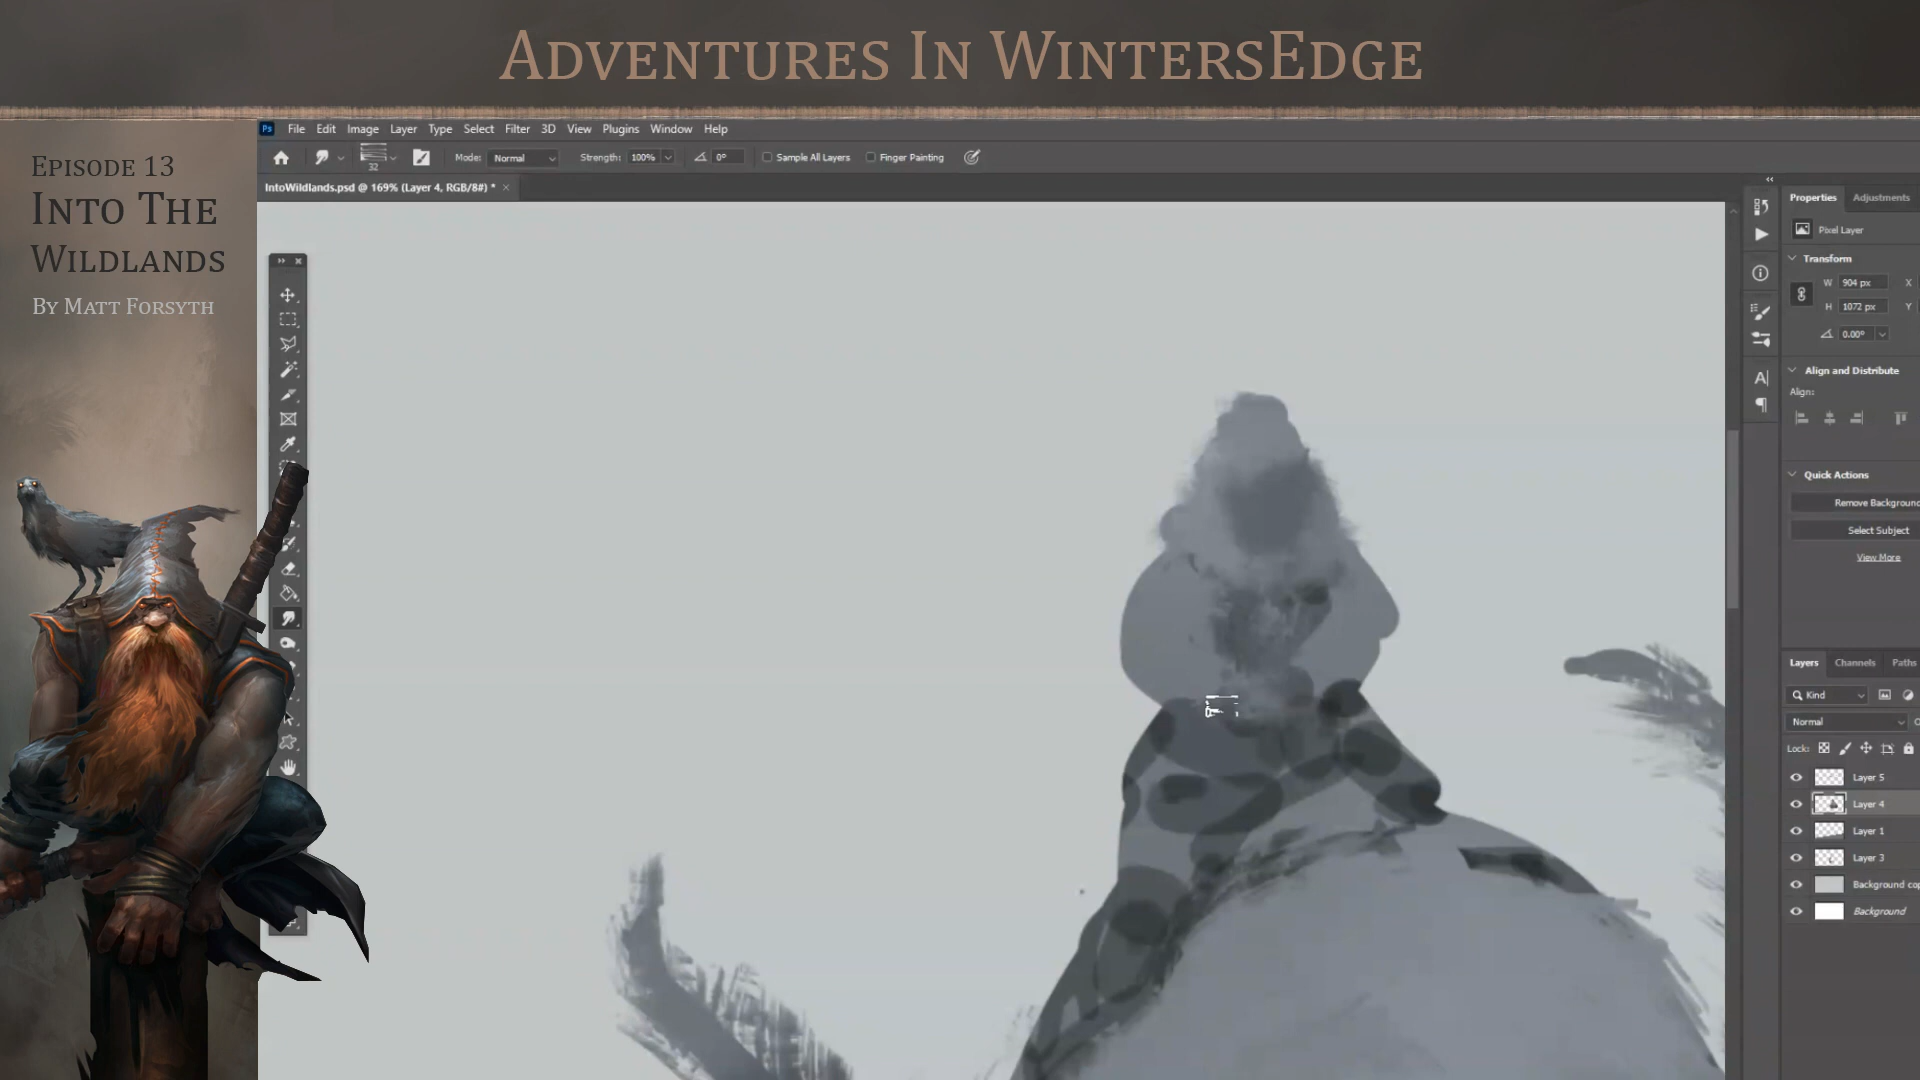 Adventures In WintersEdge
Episode 13
Into The
Wildlands
By Matt Forsyth
Ps File Edit Image Layer Type Select Filter 3D View Plugins Window Help
32 Mode: Normal Strength: 100% 0° Sample All Layers Finger Painting
IntoWildlands.psd @ 169% (Layer 4, RGB/8#) * ×
Properties Adjustments
Pixel Layer
Transform
W 904 px X
H 1072 px Y
0.00°
Align and Distribute
Align:
Quick Actions
Remove Background
Select Subject
View More
Layers Channels Paths
Kind
Normal
Lock:
Layer 5
Layer 4
Layer 1
Layer 3
Background cop
Background